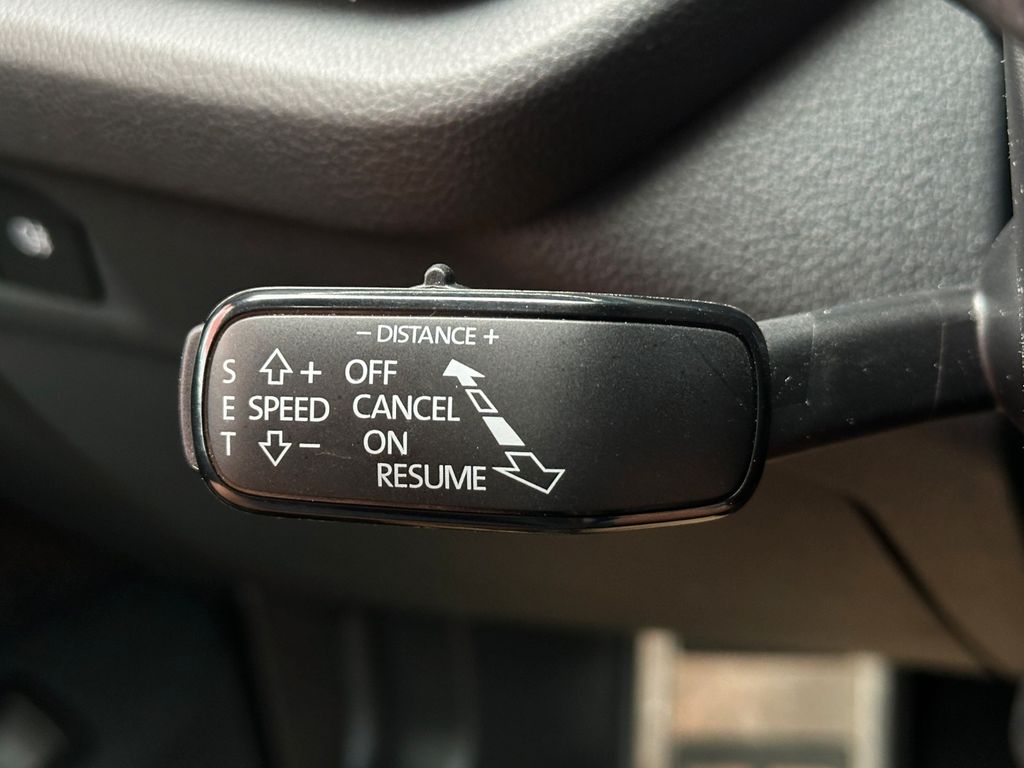 − DISTANCE +
S + OFF
E SPEED CANCEL
T − ON
RESUME